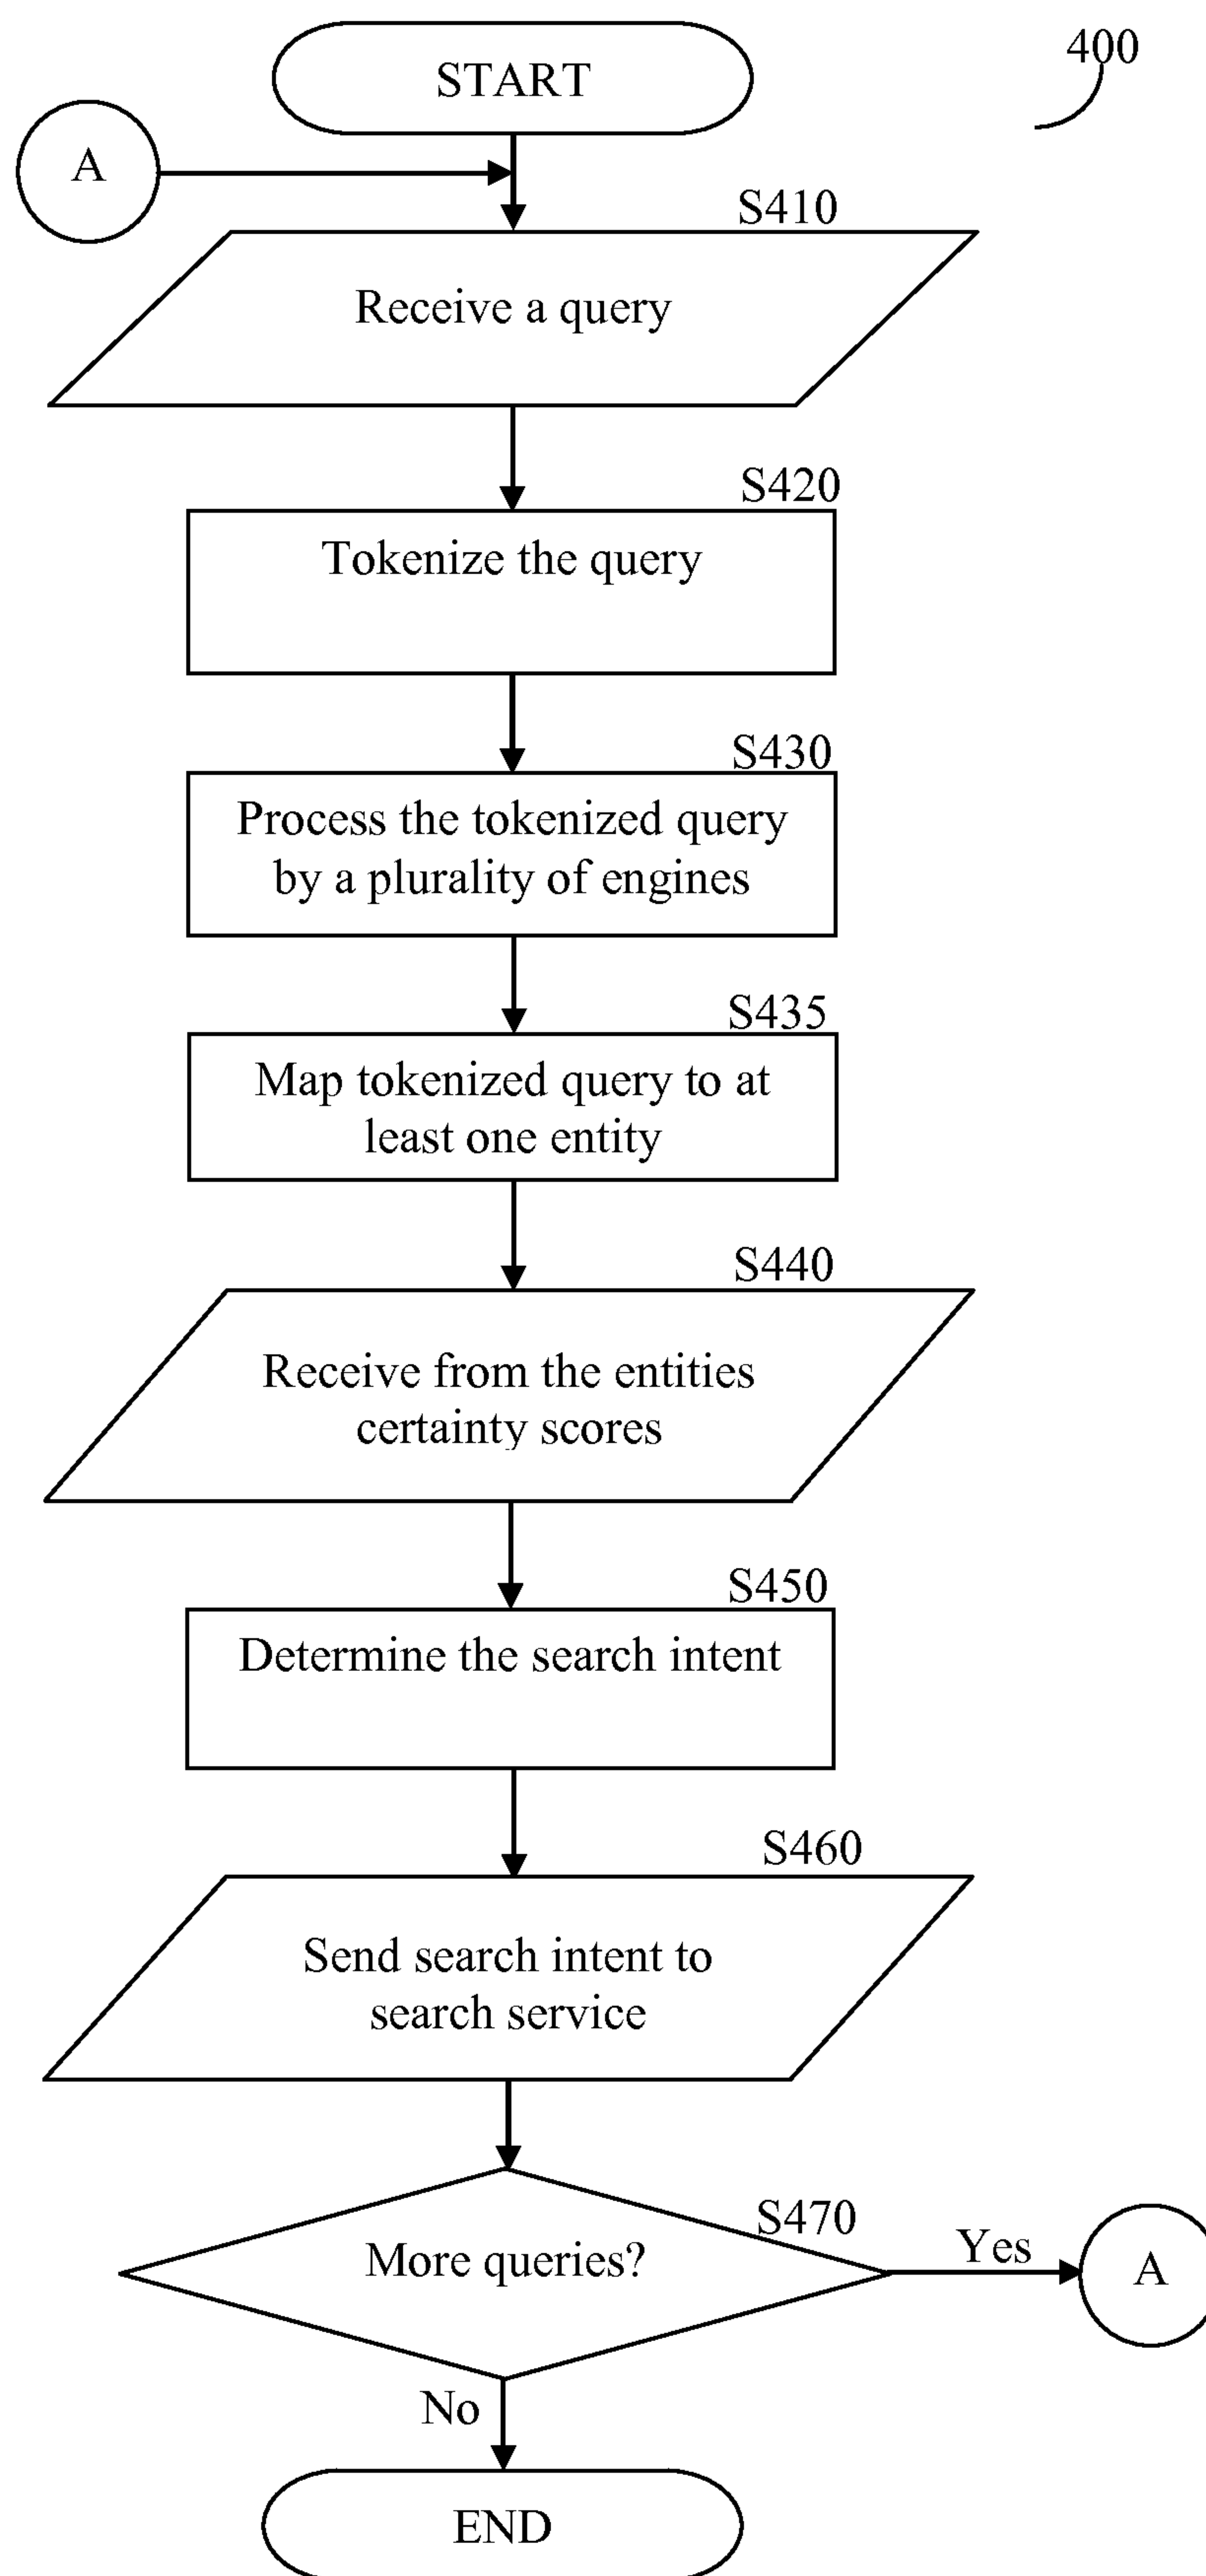 START
400
A
S410
Receive a query
S420
Tokenize the query
S430
Process the tokenized query
by a plurality of engines
S435
Map tokenized query to at
least one entity
S440
Receive from the entities
certainty scores
S450
Determine the search intent
S460
Send search intent to
search service
S470
More queries?
Yes
A
No
END